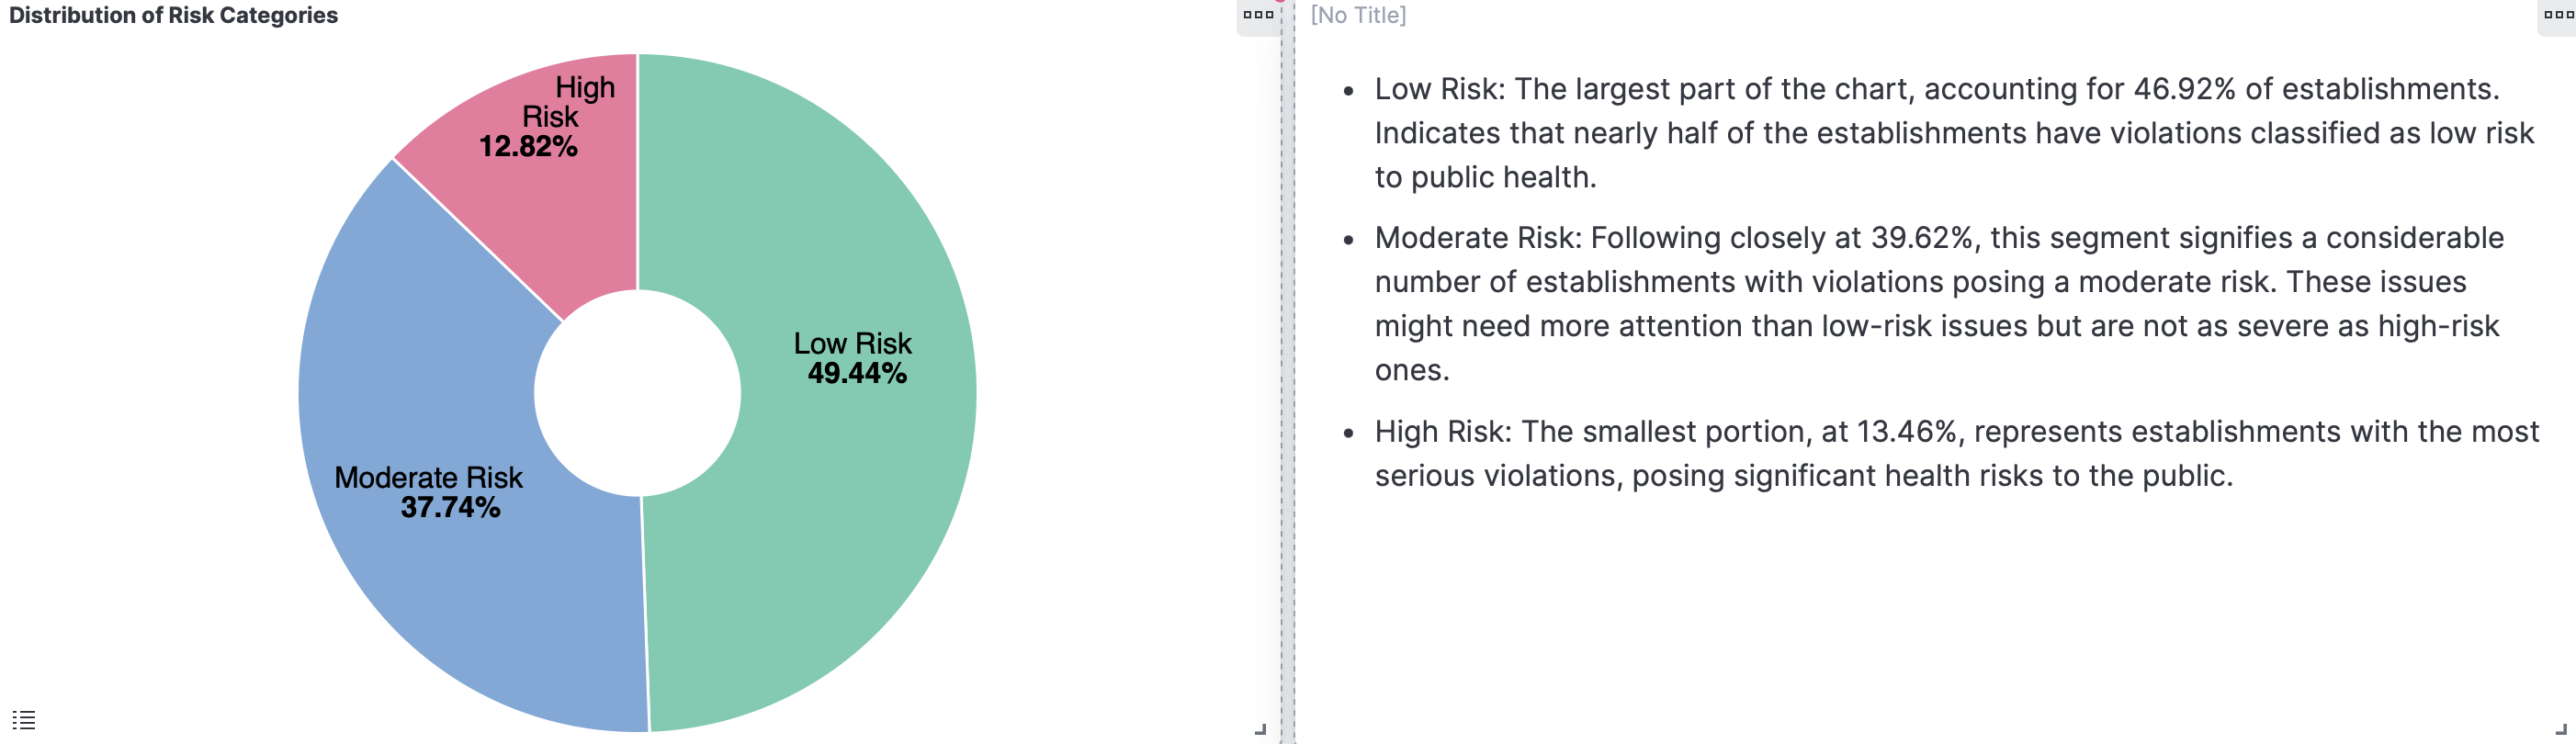 Distribution of Risk Categories
High
Risk
12.82%
Low Risk
49.44%
Moderate Risk
37.74%
[No Title]
• Low Risk: The largest part of the chart, accounting for 46.92% of establishments.
Indicates that nearly half of the establishments have violations classified as low risk
to public health.
• Moderate Risk: Following closely at 39.62%, this segment signifies a considerable
number of establishments with violations posing a moderate risk. These issues
might need more attention than low-risk issues but are not as severe as high-risk
ones.
• High Risk: The smallest portion, at 13.46%, represents establishments with the most
serious violations, posing significant health risks to the public.